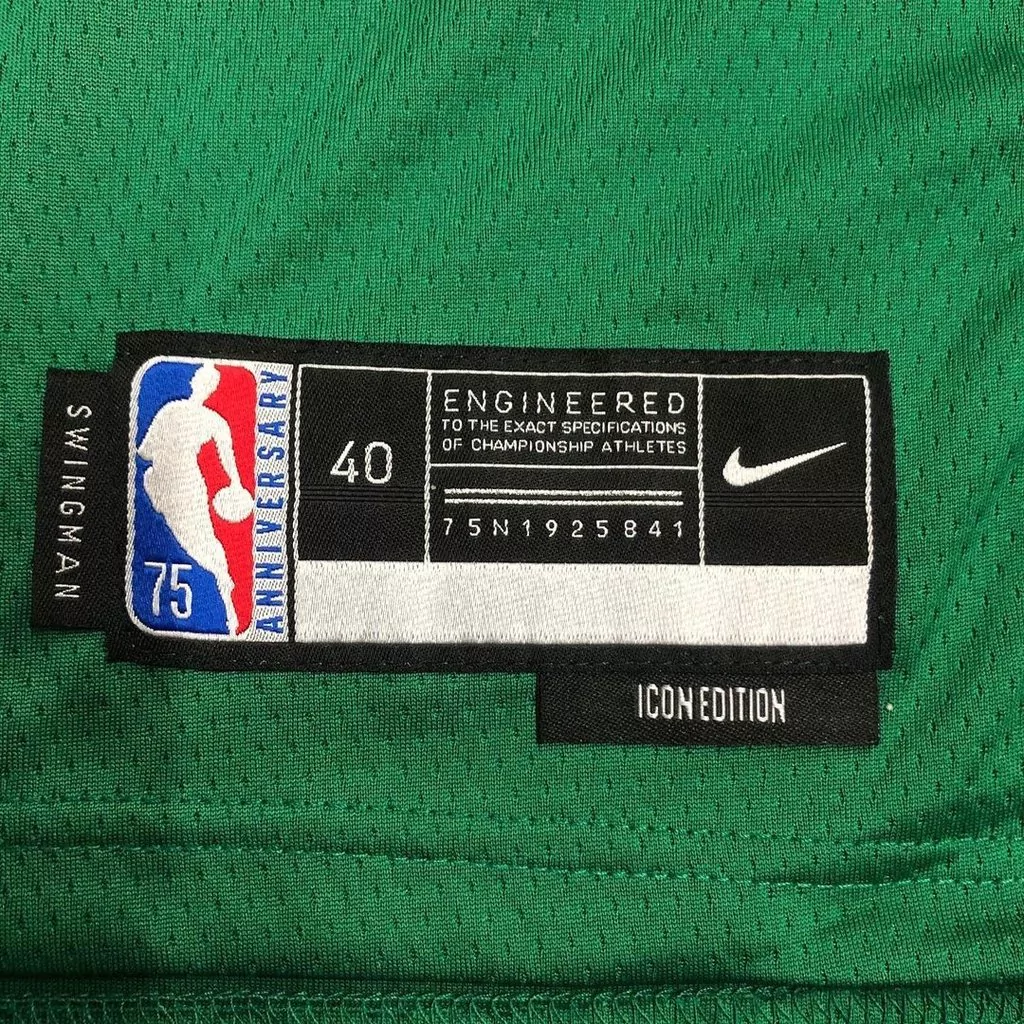 SWINGMAN
75
ANNIVERSARY
40
ENGINEERED
TO THE EXACT SPECIFICATIONS
OF CHAMPIONSHIP ATHLETES
75N1925841
ICON EDITION